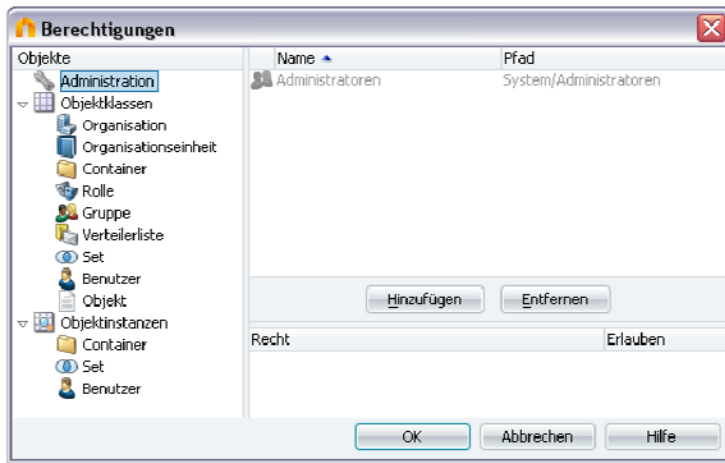 Berechtigungen
Objekte
Administration
Objektklassen
Organisation
Organisationseinheit
Container
Rolle
Gruppe
Verteilerliste
Set
Benutzer
Objekt
Objektinstanzen
Container
Set
Benutzer
Name Pfad
Administratoren System/Administratoren
Hinzufügen Entfernen
Recht Erlauben
OK Abbrechen Hilfe